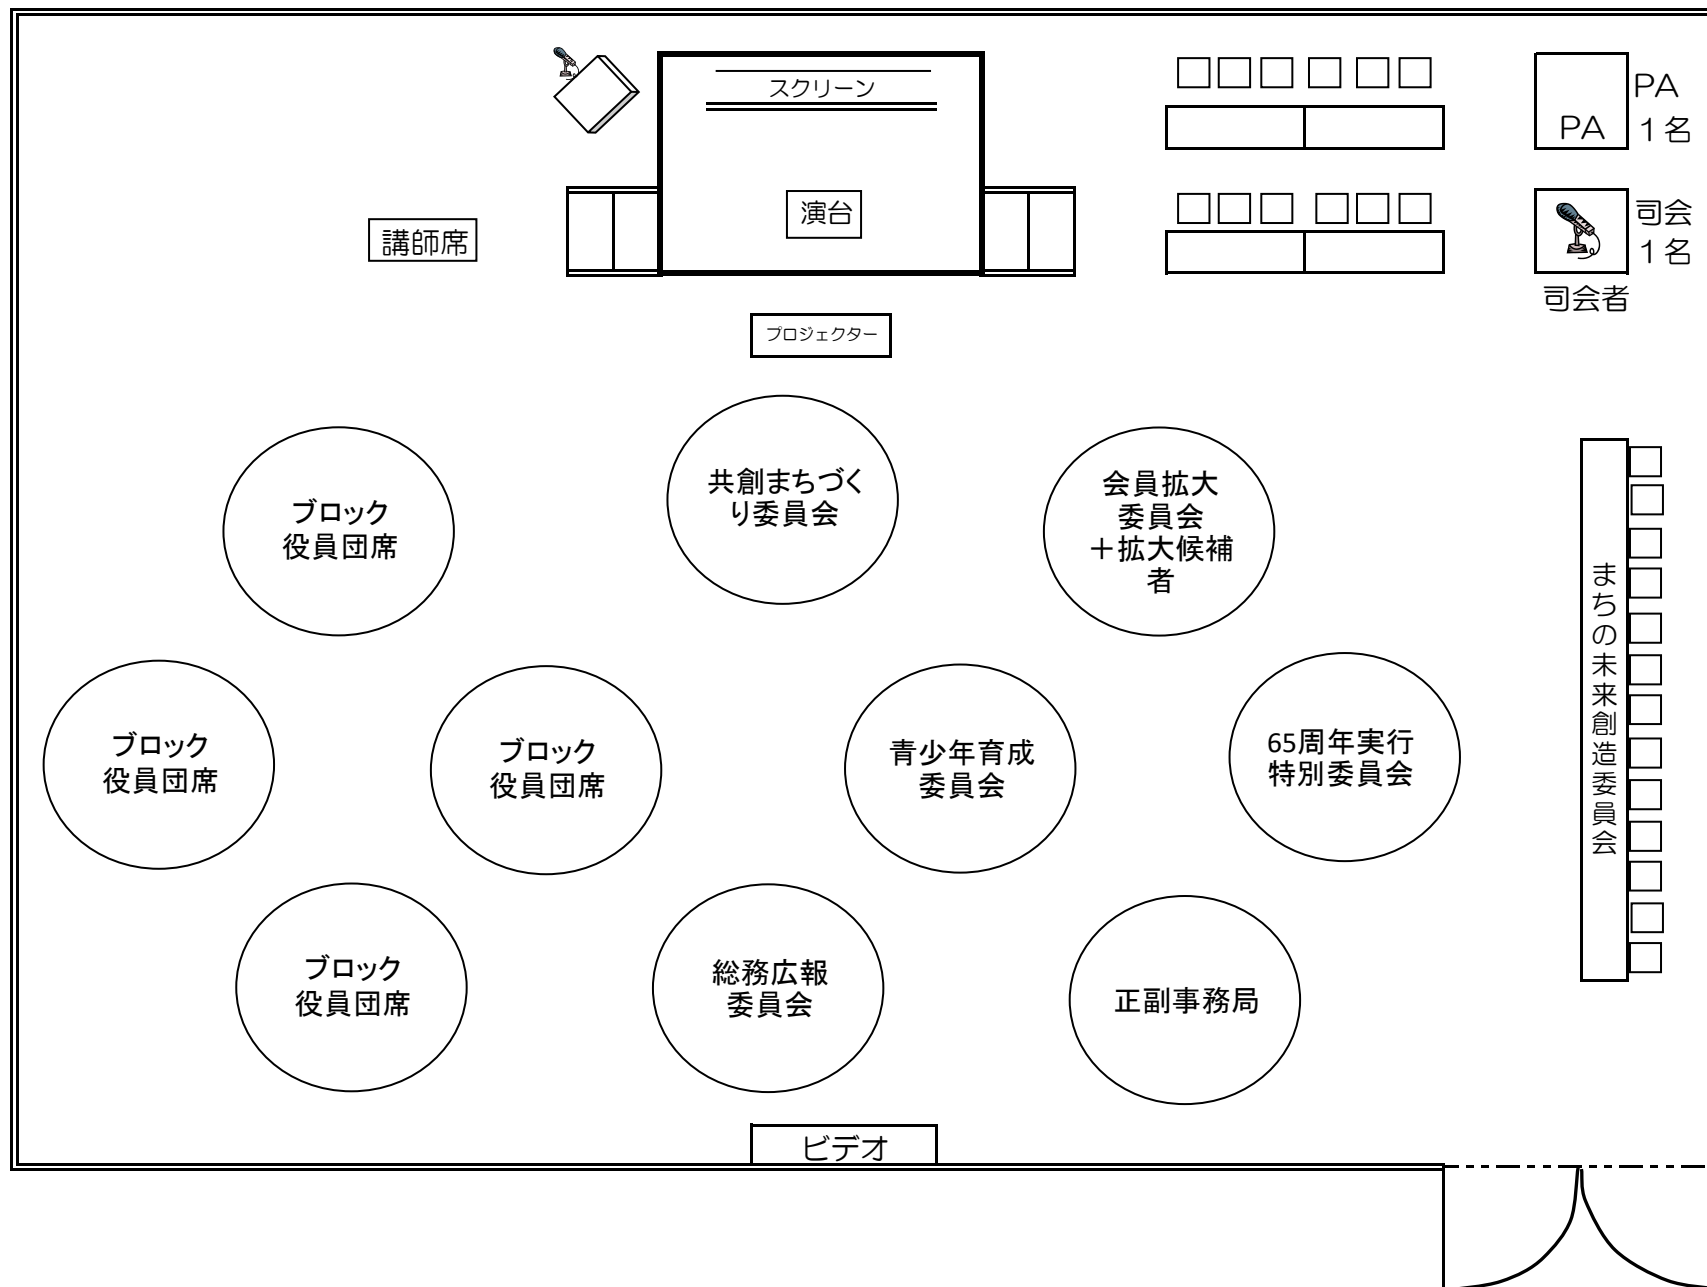 スクリーン
PA
PA
１名
演台
講師席
司会
１名
司会者
プロジェクター
ブロック
役員団席
共創まちづく
り委員会
会員拡大
委員会
＋拡大候補
者
まちの未来創造委員会
ブロック
役員団席
ブロック
役員団席
青少年育成
委員会
65周年実行
特別委員会
ブロック
役員団席
総務広報
委員会
正副事務局
ビデオ